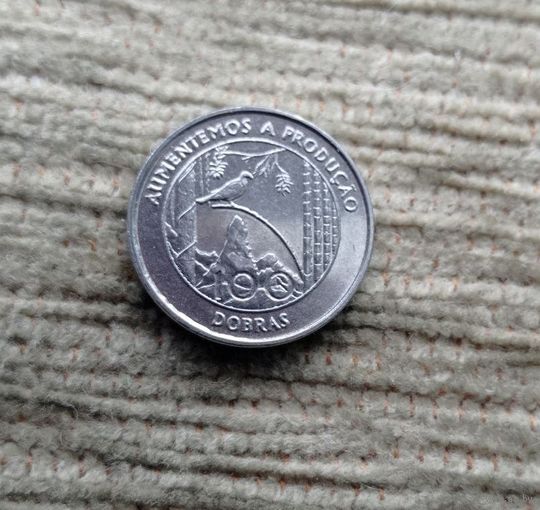 AUMENTEMOS A PRODUÇÃO
DOBRAS